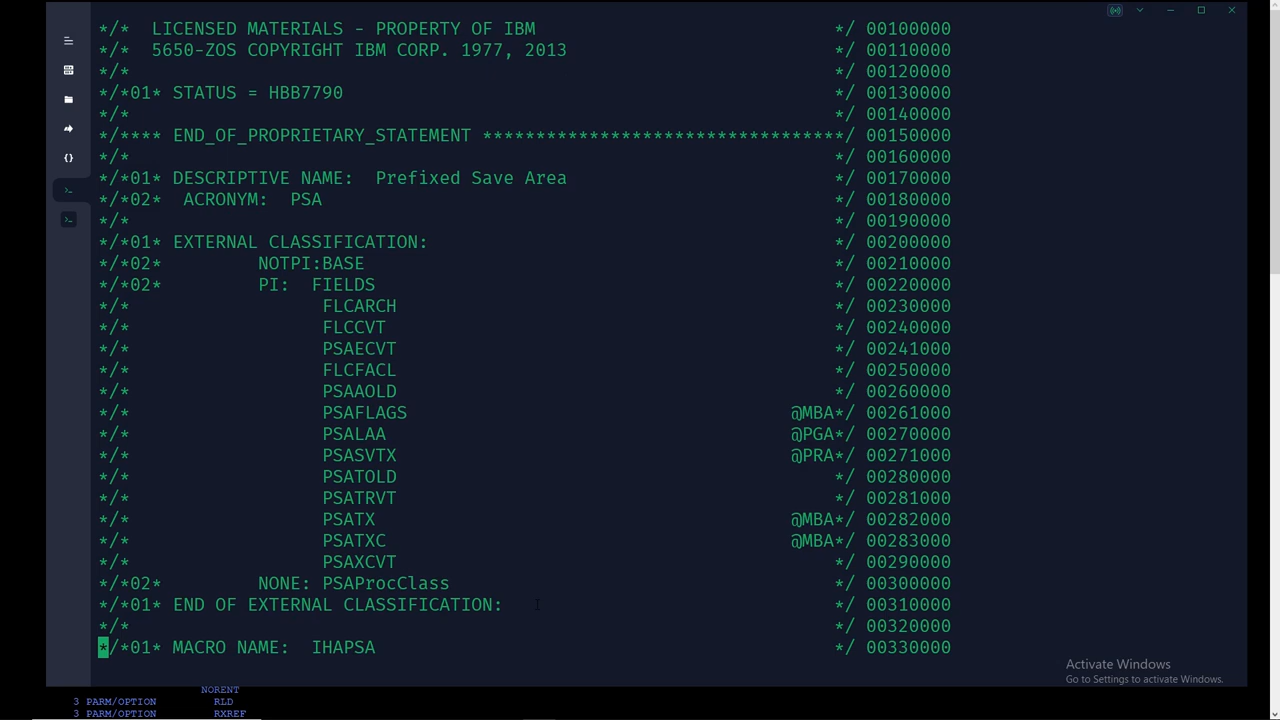 */*  LICENSED MATERIALS - PROPERTY OF IBM                            */ 00100000
*/*  5650-ZOS COPYRIGHT IBM CORP. 1977, 2013                         */ 00110000
*/*                                                                  */ 00120000
*/*01* STATUS = HBB7790                                              */ 00130000
*/*                                                                  */ 00140000
*/**** END_OF_PROPRIETARY_STATEMENT **********************************/ 00150000
*/*                                                                  */ 00160000
*/*01* DESCRIPTIVE NAME:  Prefixed Save Area                         */ 00170000
*/*02*  ACRONYM:  PSA                                                */ 00180000
*/*                                                                  */ 00190000
*/*01* EXTERNAL CLASSIFICATION:                                      */ 00200000
*/*02*         NOTPI:BASE                                            */ 00210000
*/*02*         PI:  FIELDS                                           */ 00220000
*/*                  FLCARCH                                         */ 00230000
*/*                  FLCCVT                                          */ 00240000
*/*                  PSAECVT                                         */ 00241000
*/*                  FLCFACL                                         */ 00250000
*/*                  PSAAOLD                                         */ 00260000
*/*                  PSAFLAGS                                    @MBA*/ 00261000
*/*                  PSALAA                                      @PGA*/ 00270000
*/*                  PSASVTX                                     @PRA*/ 00271000
*/*                  PSATOLD                                         */ 00280000
*/*                  PSATRVT                                         */ 00281000
*/*                  PSATX                                       @MBA*/ 00282000
*/*                  PSATXC                                      @MBA*/ 00283000
*/*                  PSAXCVT                                         */ 00290000
*/*02*         NONE: PSAProcClass                                    */ 00300000
*/*01* END OF EXTERNAL CLASSIFICATION:                               */ 00310000
*/*                                                                  */ 00320000
*/*01* MACRO NAME:  IHAPSA                                           */ 00330000
Activate Windows
Go to Settings to activate Windows.
NORENT
3 PARM/OPTION RLD
3 PARM/OPTION RXREF